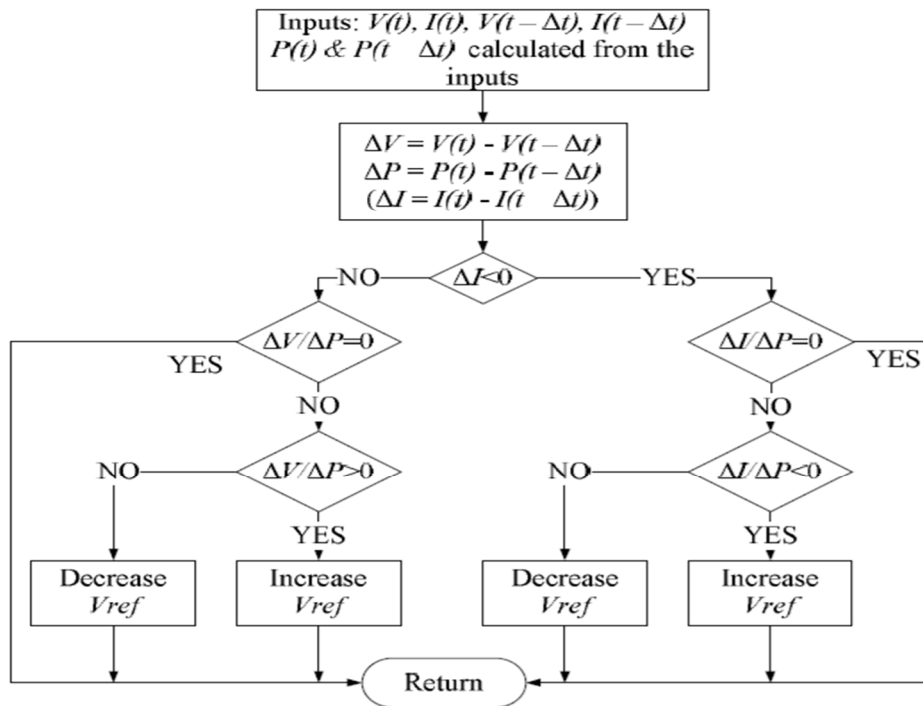 Inputs: V(t), I(t), V(t – Δt), I(t – Δt)
P(t) & P(t Δt) calculated from the
inputs
ΔV = V(t) - V(t – Δt)
ΔP = P(t) - P(t – Δt)
(ΔI = I(t) - I(t Δt))
ΔI<0
NO
YES
ΔV/ΔP=0
YES
NO
ΔI/ΔP=0
YES
NO
ΔV/ΔP>0
NO
YES
ΔI/ΔP<0
NO
YES
Decrease
Vref
Increase
Vref
Decrease
Vref
Increase
Vref
Return